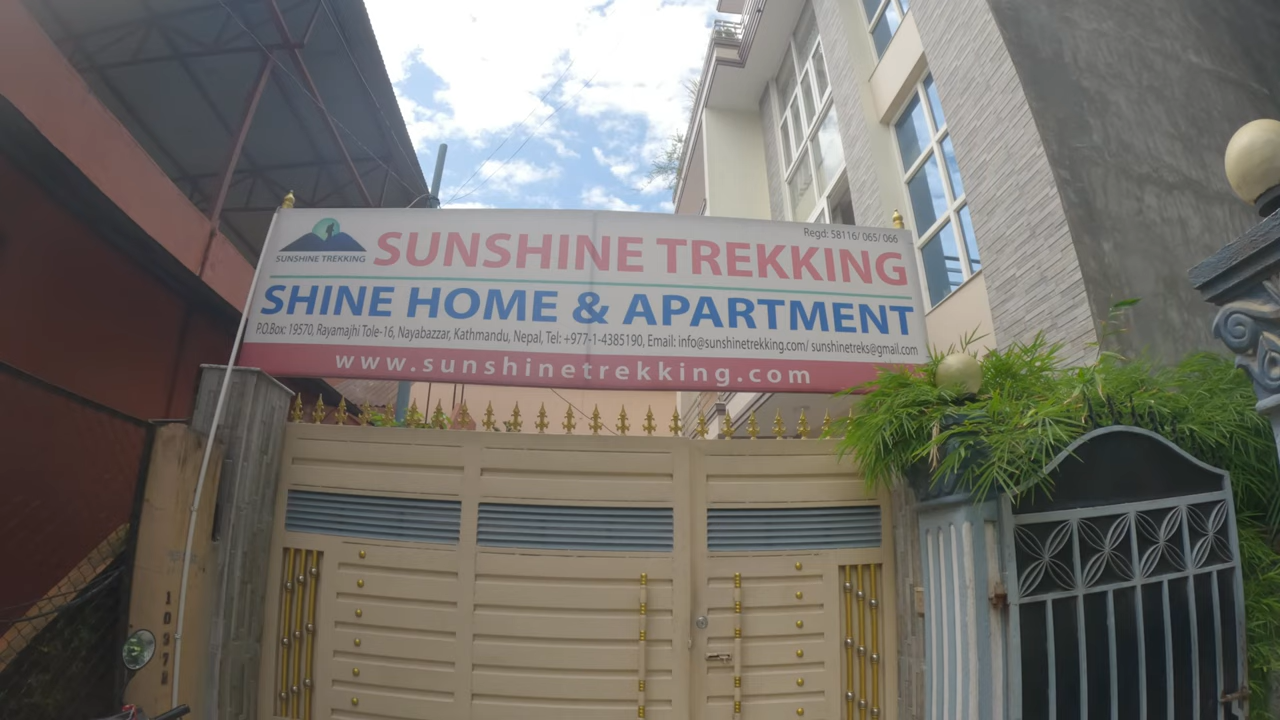 Regd: 58116/ 065/ 066
SUNSHINE TREKKING
SUNSHINE TREKKING
SHINE HOME & APARTMENT
P.O.Box: 19570, Rayamajhi Tole-16, Nayabazzar, Kathmandu, Nepal, Tel: +977-1-4385190, Email: info@sunshinetrekking.com/ sunshinetreks@gmail.com
www.sunshinetrekking.com